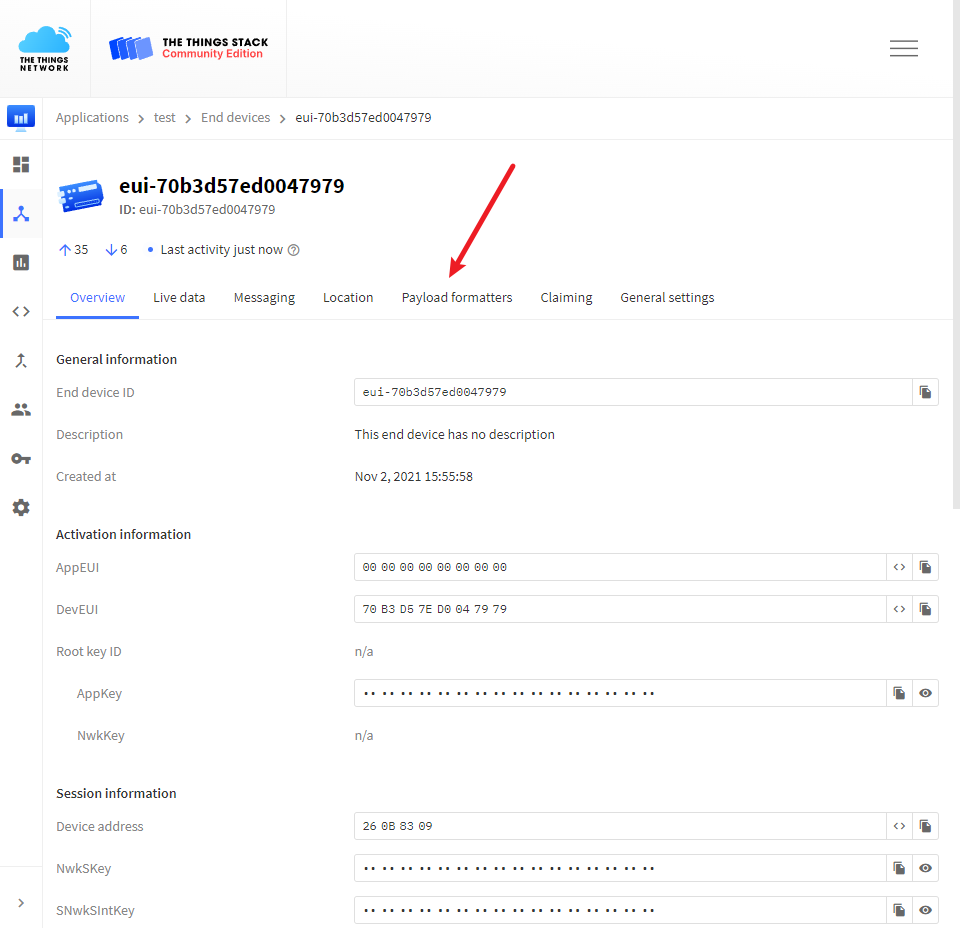 THE THINGS
NETWORK
THE THINGS STACK
Community Edition
Applications > test > End devices > eui-70b3d57ed0047979
eui-70b3d57ed0047979
ID: eui-70b3d57ed0047979
↑ 35 ↓ 6 • Last activity just now ?
Overview Live data Messaging Location Payload formatters Claiming General settings
General information
End device ID eui-70b3d57ed0047979
Description This end device has no description
Created at Nov 2, 2021 15:55:58
Activation information
AppEUI 00 00 00 00 00 00 00 00
DevEUI 70 B3 D5 7E D0 04 79 79
Root key ID n/a
AppKey •• •• •• •• •• •• •• •• •• •• •• •• •• •• •• ••
NwkKey n/a
Session information
Device address 26 0B 83 09
NwkSKey •• •• •• •• •• •• •• •• •• •• •• •• •• •• •• ••
SNwkSIntKey •• •• •• •• •• •• •• •• •• •• •• •• •• •• •• ••